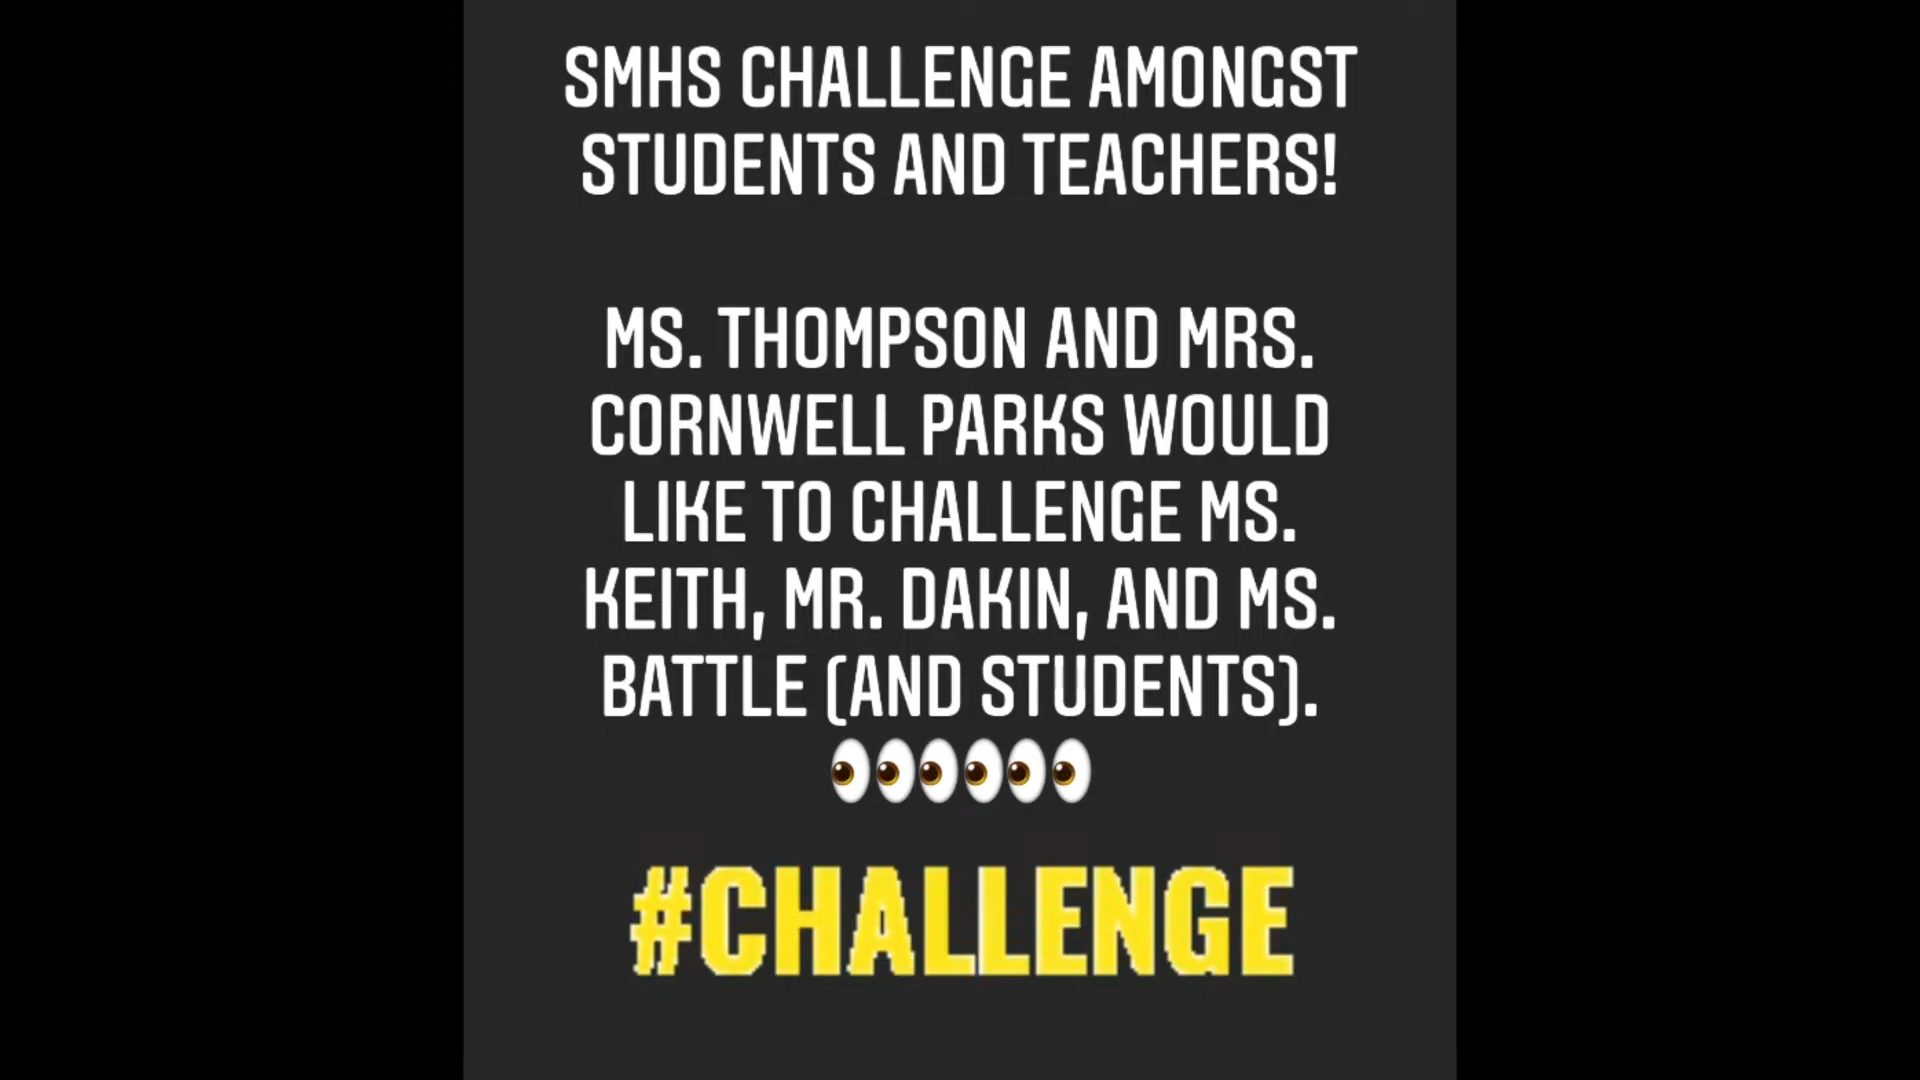 SMHS CHALLENGE AMONGST
STUDENTS AND TEACHERS!
MS. THOMPSON AND MRS.
CORNWELL PARKS WOULD
LIKE TO CHALLENGE MS.
KEITH, MR. DAKIN, AND MS.
BATTLE (AND STUDENTS).
👀👀👀
#CHALLENGE